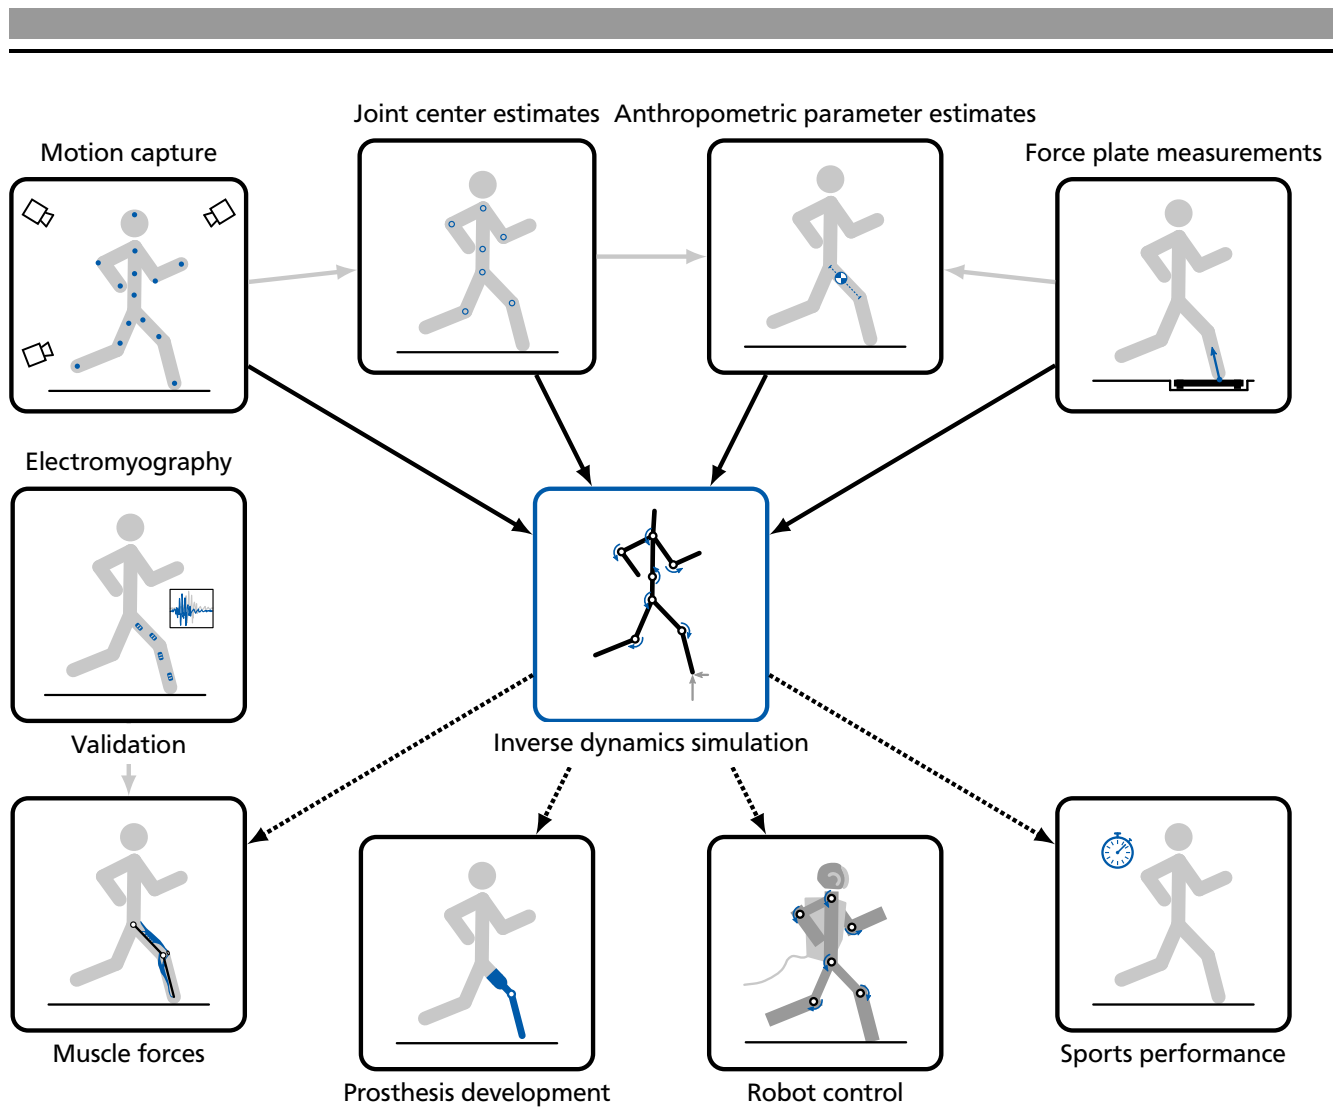 Joint center estimates
Anthropometric parameter estimates
Motion capture
Force plate measurements
Electromyography
Validation
Inverse dynamics simulation
Muscle forces
Sports performance
Prosthesis development
Robot control